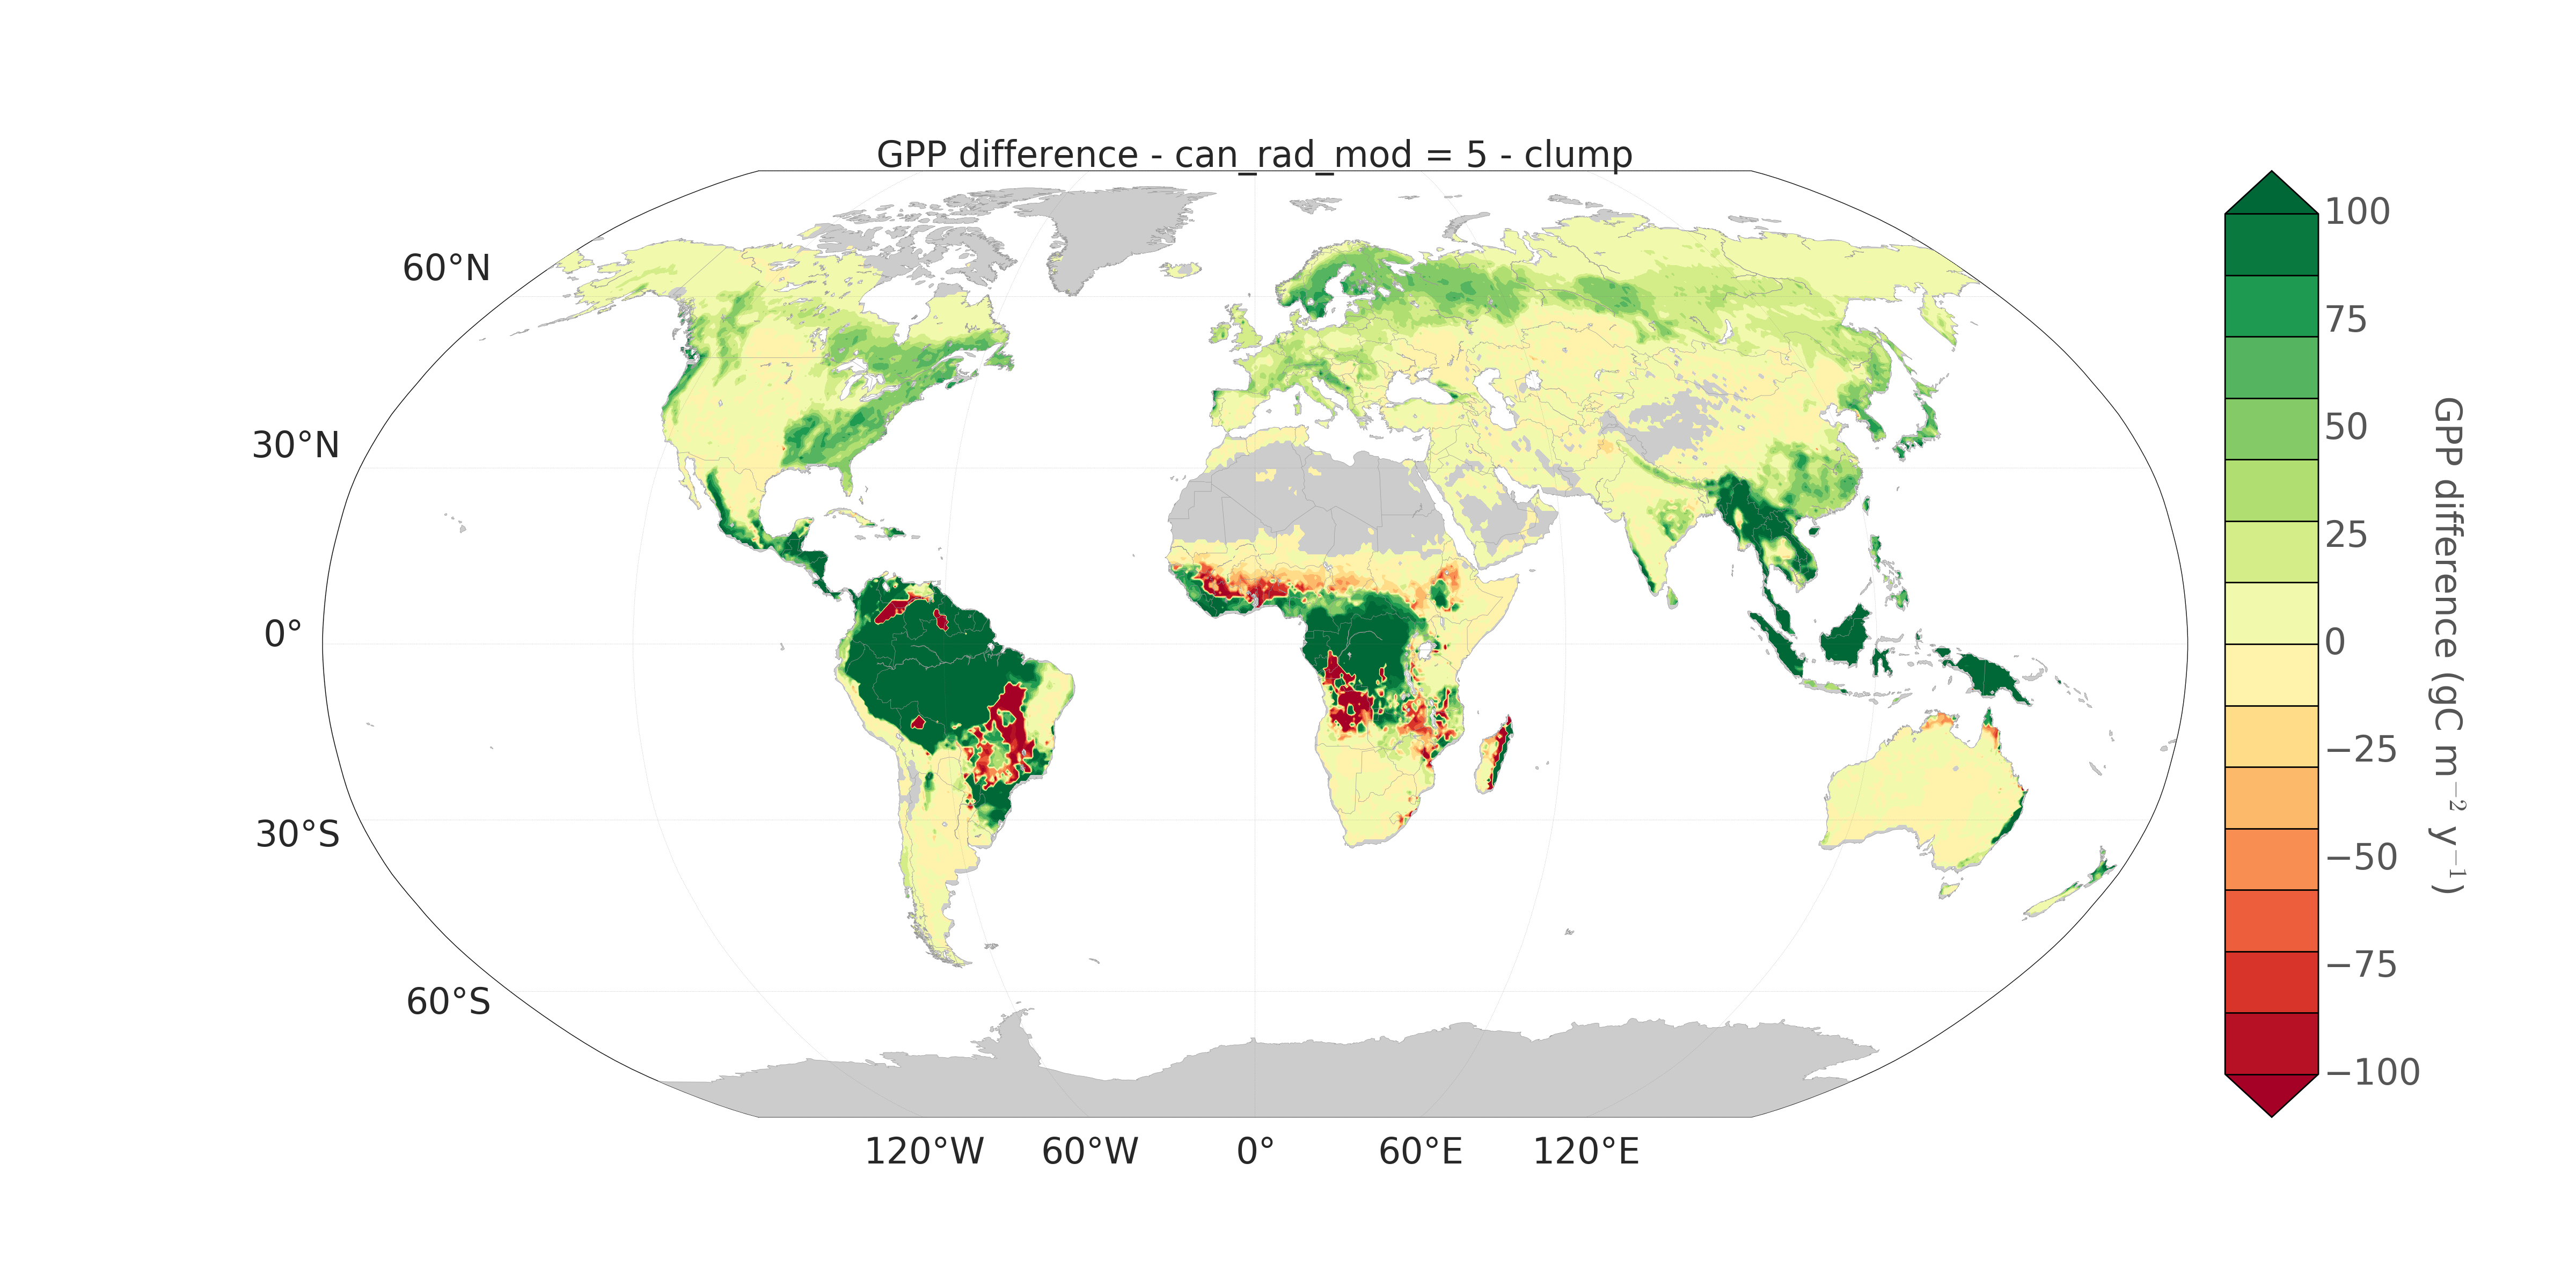 GPP difference - can_rad_mod = 5 - clump
60°N
30°N
0°
30°S
60°S
120°W 60°W 0° 60°E 120°E
100
75
50
25
0
−25
−50
−75
−100
GPP difference (gC m⁻² y⁻¹)